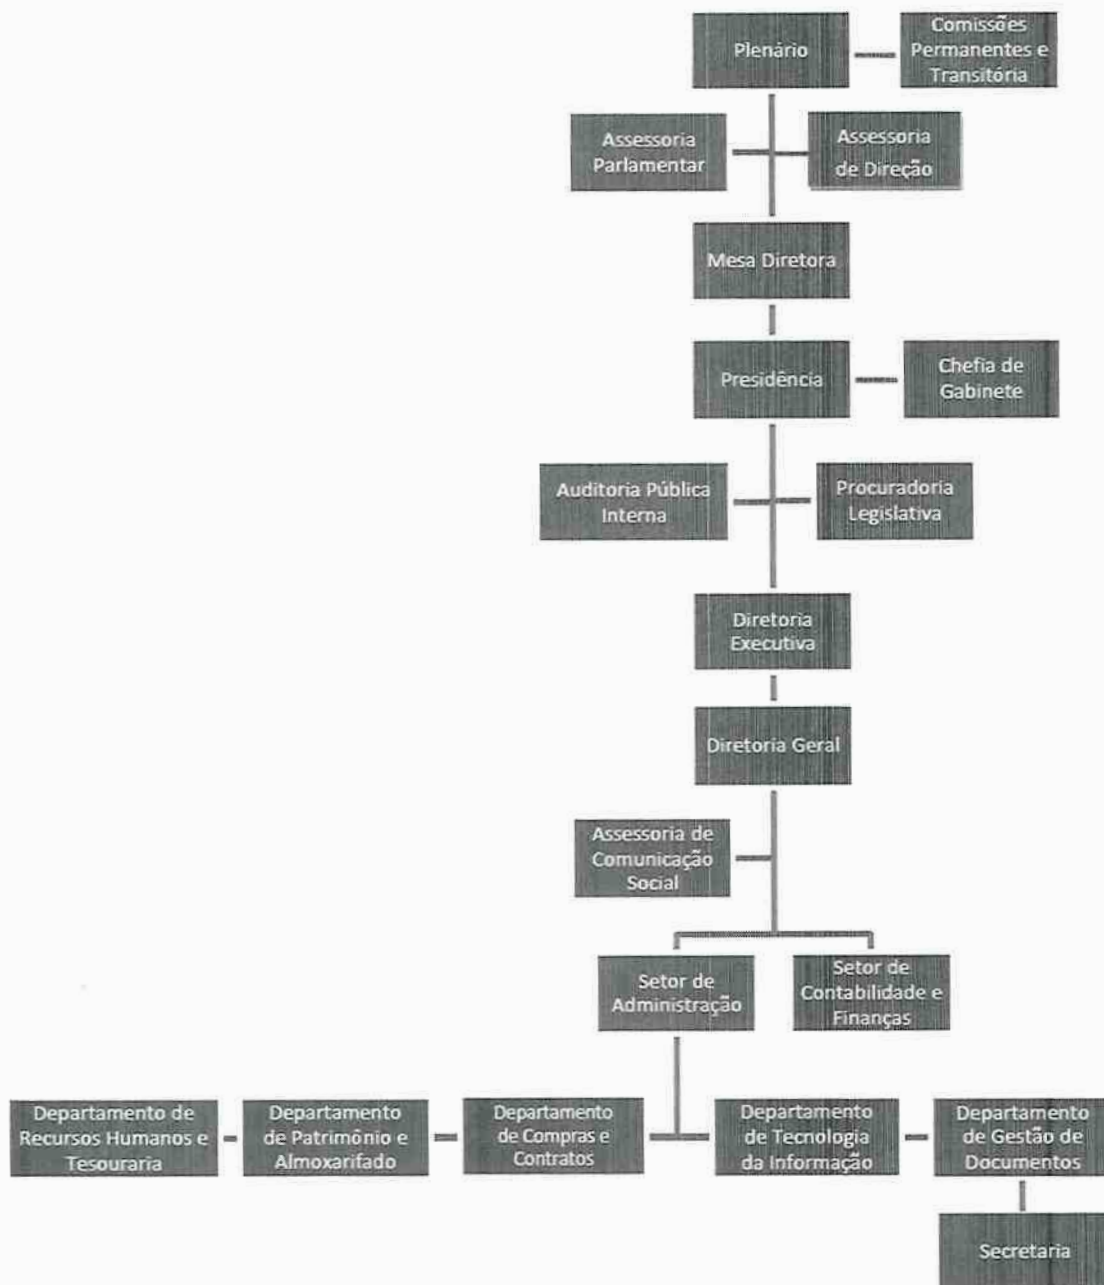 Plenário
Comissões
Permanentes e
Transitória
Assessoria
Parlamentar
Assessoria
de Direção
Mesa Diretora
Presidência
Chefia de
Gabinete
Auditoria Pública
Interna
Procuradoria
Legislativa
Diretoria
Executiva
Diretoria Geral
Assessoria de
Comunicação
Social
Setor de
Administração
Setor de
Contabilidade e
Finanças
Departamento de
Recursos Humanos e
Tesouraria
Departamento
de Patrimônio e
Almoxarifado
Departamento
de Compras e
Contratos
Departamento
de Tecnologia
da Informação
Departamento
de Gestão de
Documentos
Secretaria